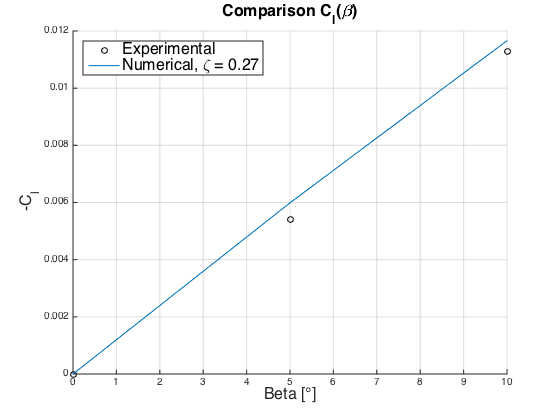 Comparison C_l(β)
Experimental
Numerical, ζ = 0.27
0.012
0.01
0.008
0.006
0.004
0.002
0
-C_l
0 1 2 3 4 5 6 7 8 9 10
Beta [°]